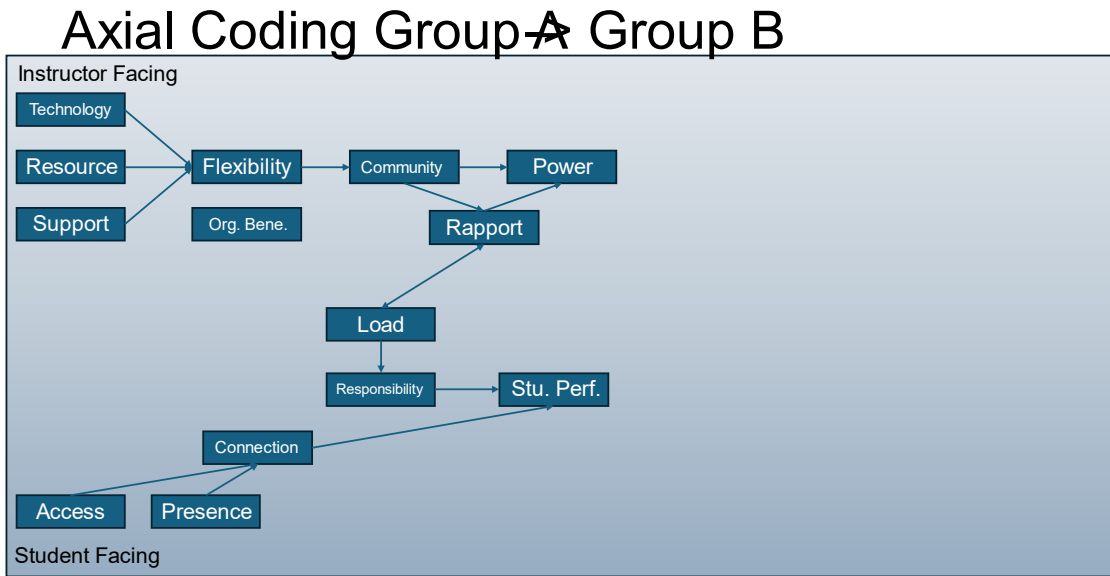 Axial Coding Group A → Group B
Instructor Facing
Technology
Resource
Flexibility
Community
Power
Support
Org. Bene.
Rapport
Load
Responsibility
Stu. Perf.
Connection
Access
Presence
Student Facing